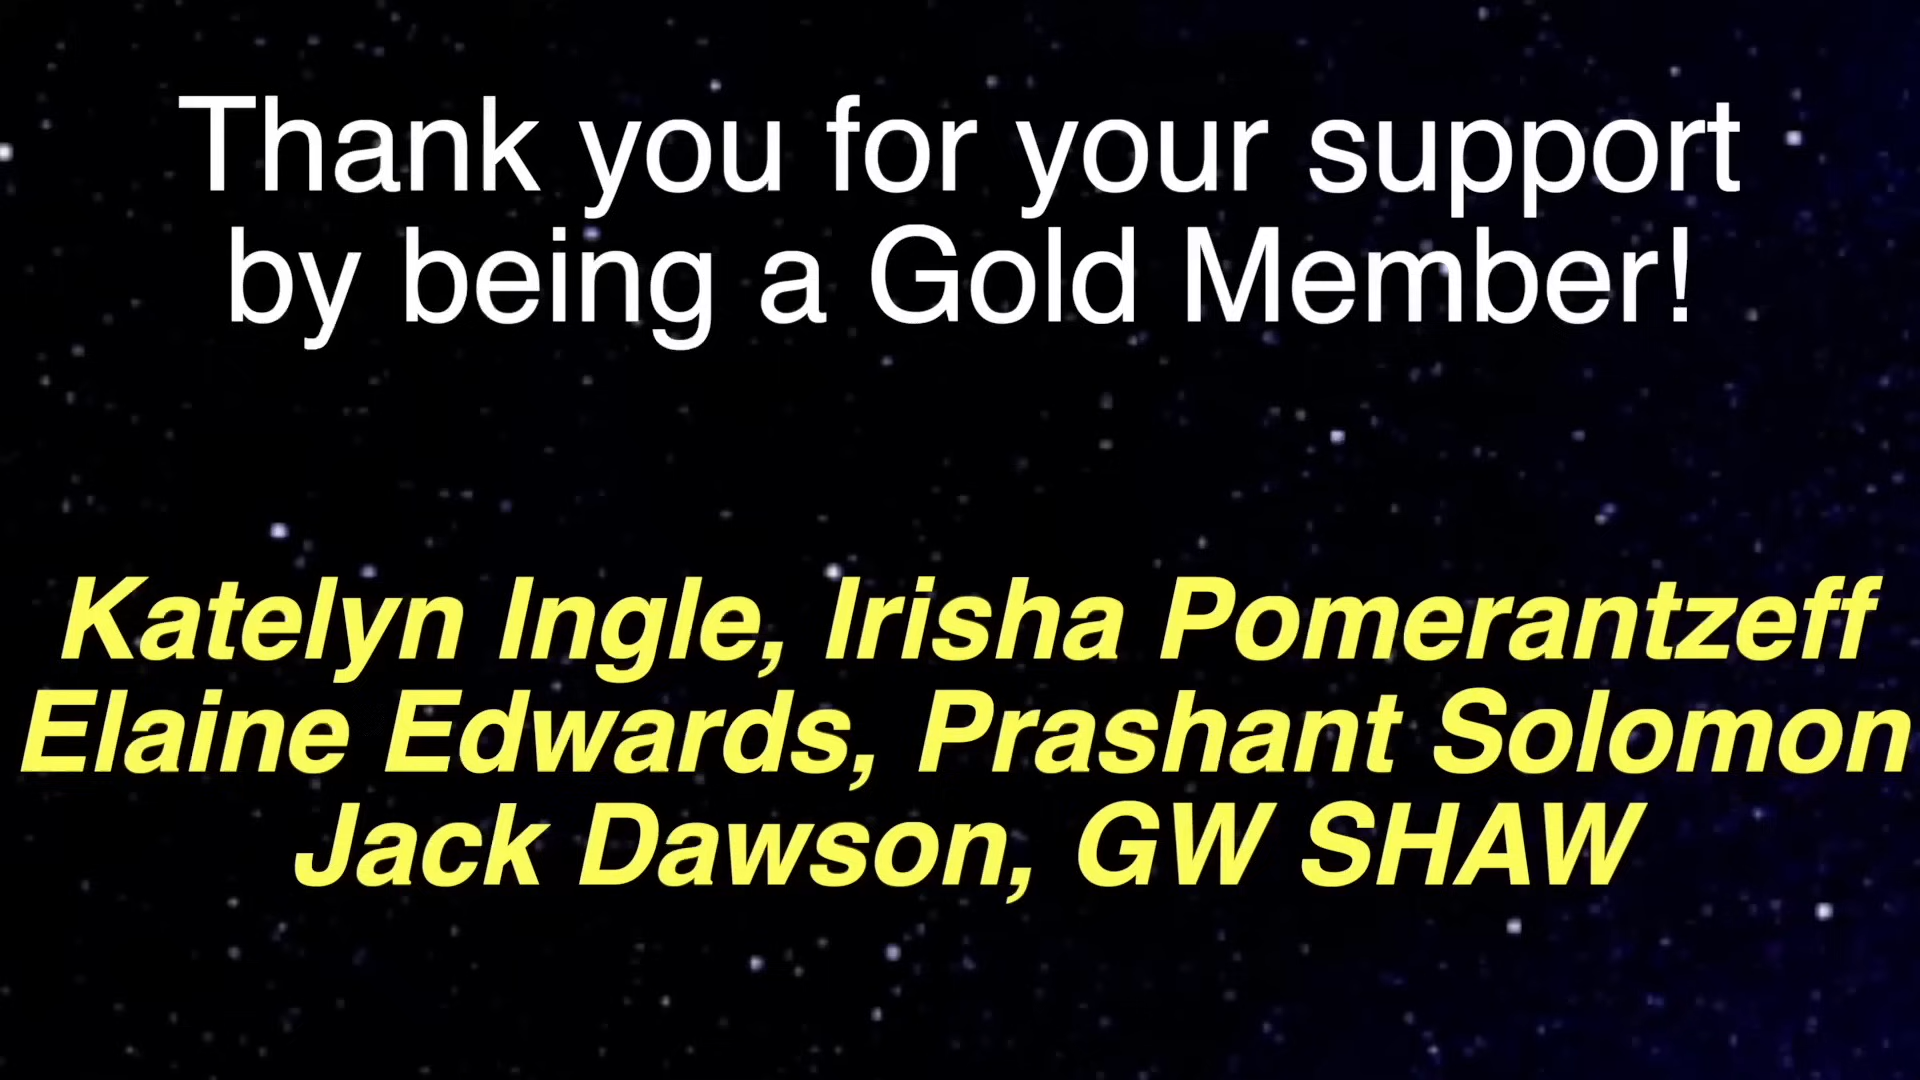 Thank you for your support
by being a Gold Member!
Katelyn Ingle, Irisha Pomerantzeff
Elaine Edwards, Prashant Solomon
Jack Dawson, GW SHAW